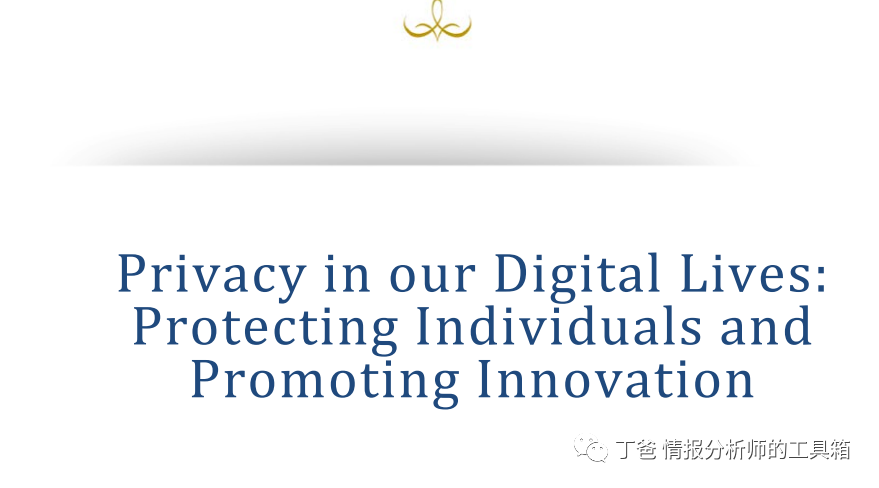 Privacy in our Digital Lives:
Protecting Individuals and
Promoting Innovation
丁爸 情报分析师的工具箱